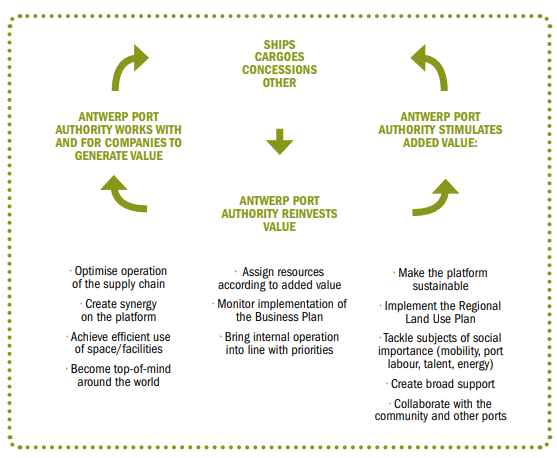 SHIPS
CARGOES
CONCESSIONS
OTHER
ANTWERP PORT
AUTHORITY WORKS WITH
AND FOR COMPANIES TO
GENERATE VALUE
ANTWERP PORT
AUTHORITY STIMULATES
ADDED VALUE:
ANTWERP PORT
AUTHORITY REINVESTS
VALUE
· Optimise operation
of the supply chain
· Create synergy
on the platform
· Achieve efficient use
of space/facilities
· Become top-of-mind
around the world
· Assign resources
according to added value
· Monitor implementation of
the Business Plan
· Bring internal operation
into line with priorities
· Make the platform
sustainable
· Implement the Regional
Land Use Plan
· Tackle subjects of social
importance (mobility, port
labour, talent, energy)
· Create broad support
· Collaborate with the
community and other ports